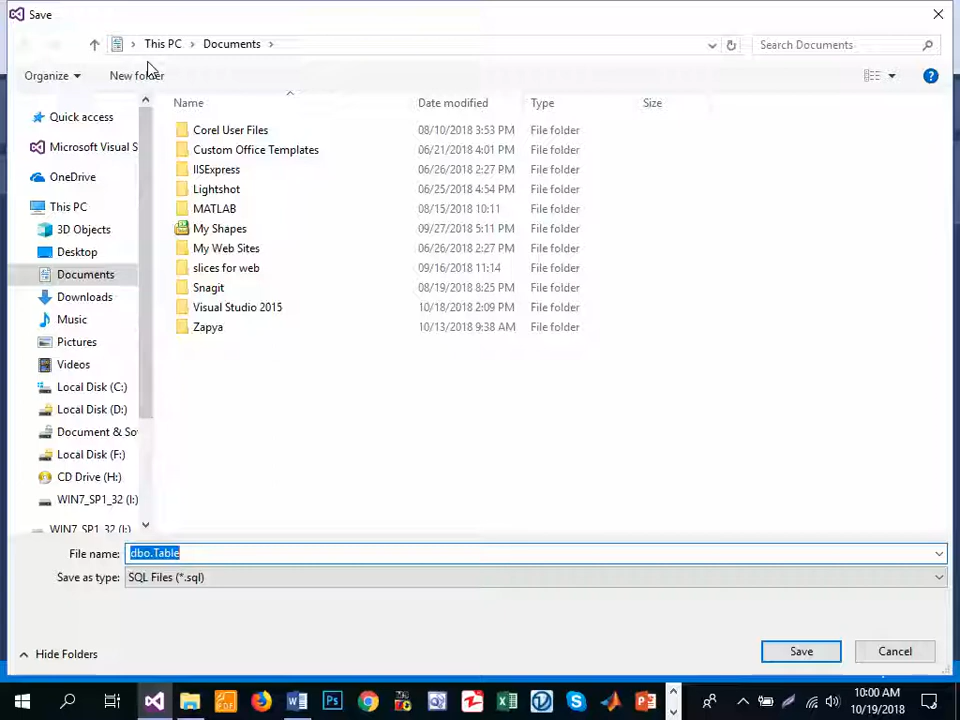 Save
This PC
Documents
Search Documents
Organize
New folder
Name
Date modified
Type
Size
Quick access
Microsoft Visual S
OneDrive
This PC
3D Objects
Desktop
Documents
Downloads
Music
Pictures
Videos
Local Disk (C:)
Local Disk (D:)
Document & So
Local Disk (F:)
CD Drive (H:)
WIN7_SP1_32 (I:)
WIN7_SP1_32 (I:)
Corel User Files 08/10/2018 3:53 PM File folder
Custom Office Templates 06/21/2018 4:01 PM File folder
IISExpress 06/26/2018 2:27 PM File folder
Lightshot 06/25/2018 4:54 PM File folder
MATLAB 08/15/2018 10:11 File folder
My Shapes 09/27/2018 5:11 PM File folder
My Web Sites 06/26/2018 2:27 PM File folder
slices for web 09/16/2018 11:14 File folder
Snagit 08/19/2018 8:25 PM File folder
Visual Studio 2015 10/18/2018 2:09 PM File folder
Zapya 10/13/2018 9:38 AM File folder
File name: dbo.Table
Save as type: SQL Files (*.sql)
Hide Folders
Save
Cancel
10:00 AM
10/19/2018